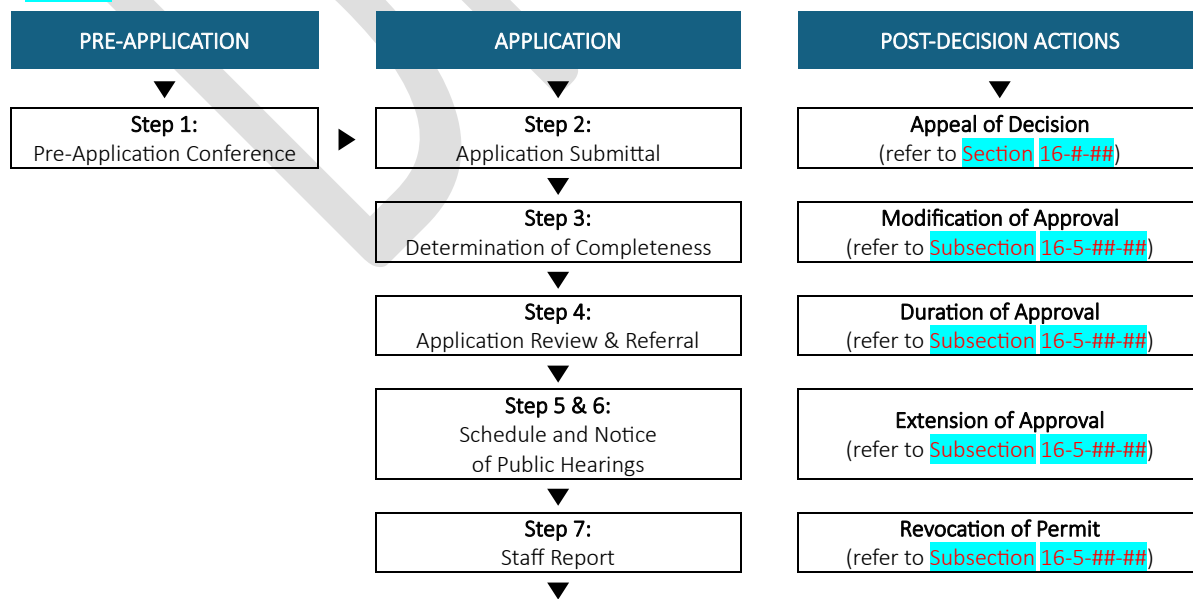 PRE-APPLICATION
Step 1:
Pre-Application Conference
APPLICATION
Step 2:
Application Submittal
Step 3:
Determination of Completeness
Step 4:
Application Review & Referral
Step 5 & 6:
Schedule and Notice
of Public Hearings
Step 7:
Staff Report
POST-DECISION ACTIONS
Appeal of Decision
(refer to Section 16-#-##)
Modification of Approval
(refer to Subsection 16-5-##-##)
Duration of Approval
(refer to Subsection 16-5-##-##)
Extension of Approval
(refer to Subsection 16-5-##-##)
Revocation of Permit
(refer to Subsection 16-5-##-##)